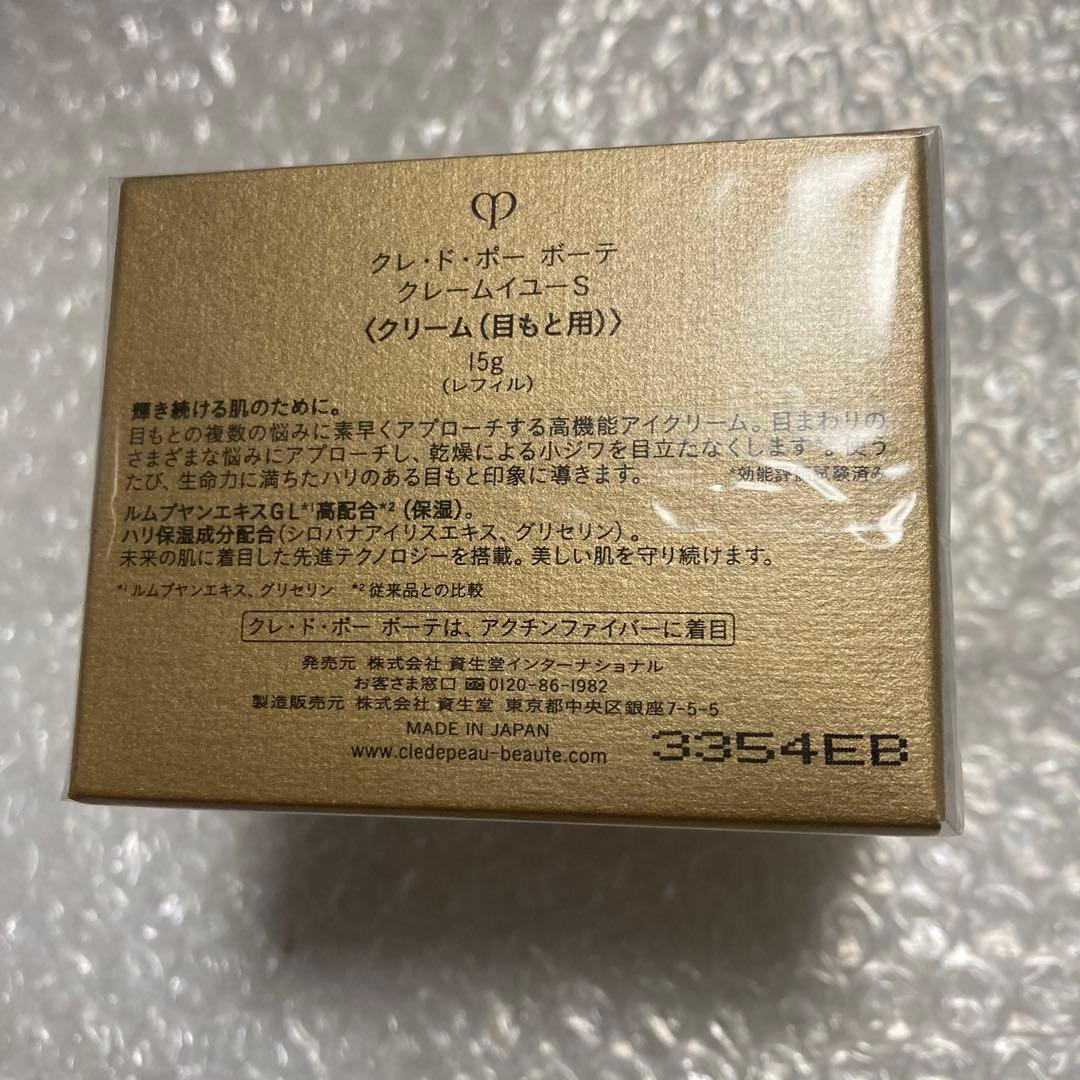 クレ・ド・ポー ボーテ
クレームイユーS
〈クリーム(目もと用)〉
15g
(レフィル)
輝き続ける肌のために。
目もとの複数の悩みに素早くアプローチする高機能アイクリーム。目まわりの
さまざまな悩みにアプローチし、乾燥による小ジワを目立たなくします*。使う
たび、生命力に満ちたハリのある目もと印象に導きます。 *効能評価試験済み
ルムプヤンエキスGL*1高配合*2(保湿)。
ハリ保湿成分配合(シロバナアイリスエキス、グリセリン)。
未来の肌に着目した先進テクノロジーを搭載。美しい肌を守り続けます。
*1 ルムプヤンエキス、グリセリン *2 従来品との比較
クレ・ド・ポー ボーテは、アクチンファイバーに着目
発売元 株式会社 資生堂インターナショナル
お客さま窓口 0120-86-1982
製造販売元 株式会社 資生堂 東京都中央区銀座7-5-5
MADE IN JAPAN
www.cledepeau-beaute.com
3354EB